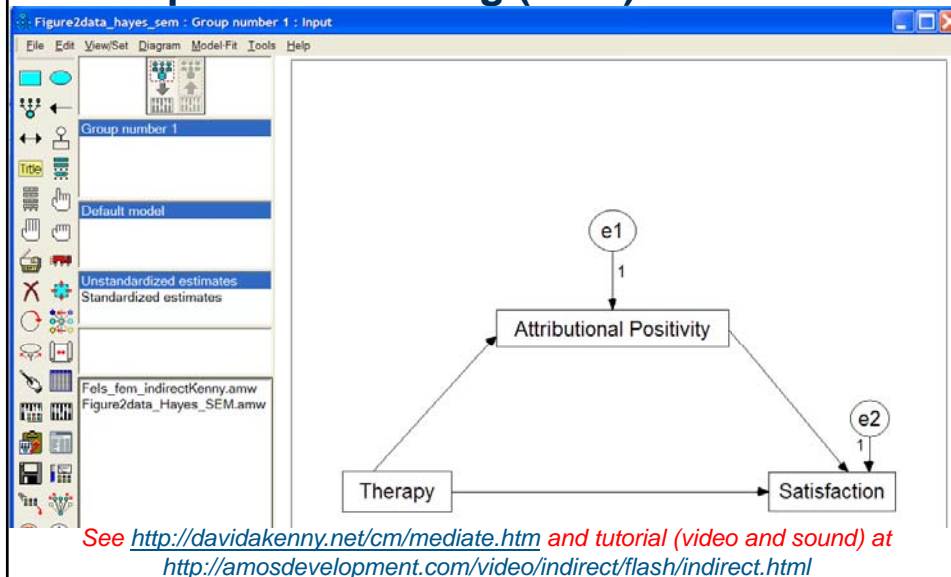 Figure2data_hayes_sem : Group number 1 : Input
File Edit View/Set Diagram Model-Fit Tools Help
Title
Group number 1
Default model
Unstandardized estimates
Standardized estimates
Fels_fem_indirectKenny.amw
Figure2data_Hayes_SEM.amw
e1
1
Attributional Positivity
e2
1
Therapy
Satisfaction
See http://davidakenny.net/cm/mediate.htm and tutorial (video and sound) at
http://amosdevelopment.com/video/indirect/flash/indirect.html